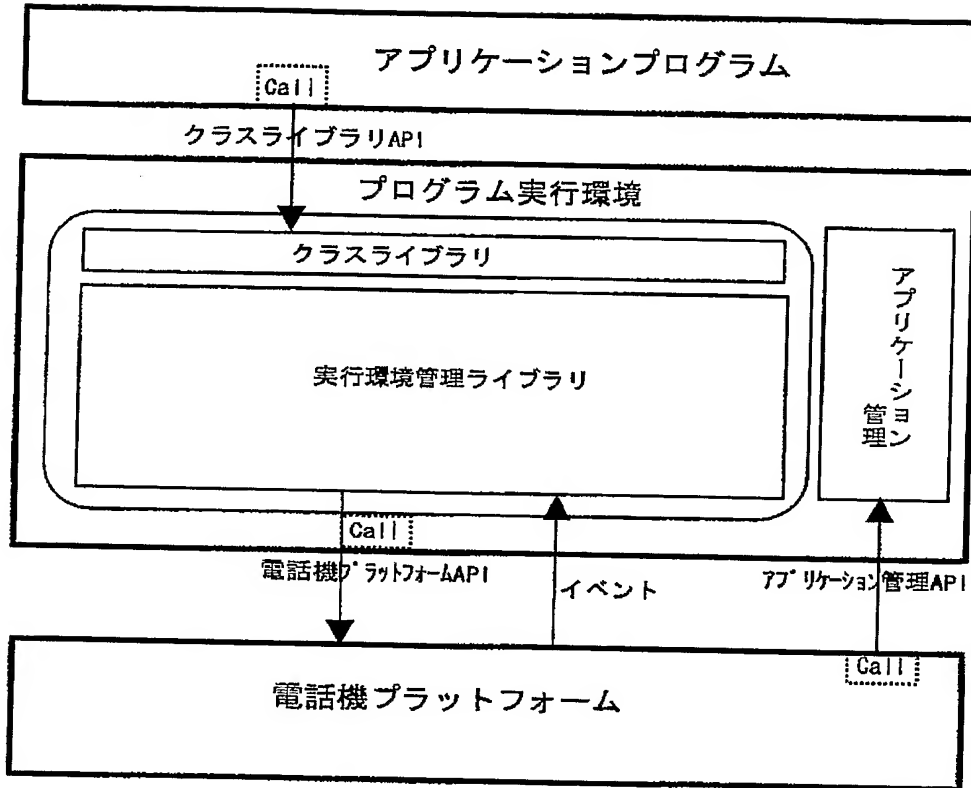 アプリケーションプログラム
Call
クラスライブラリAPI
プログラム実行環境
クラスライブラリ
実行環境管理ライブラリ
アプリケーション
管理
Call
電話機プラットフォームAPI
イベント
アプリケーション管理API
Call
電話機プラットフォーム